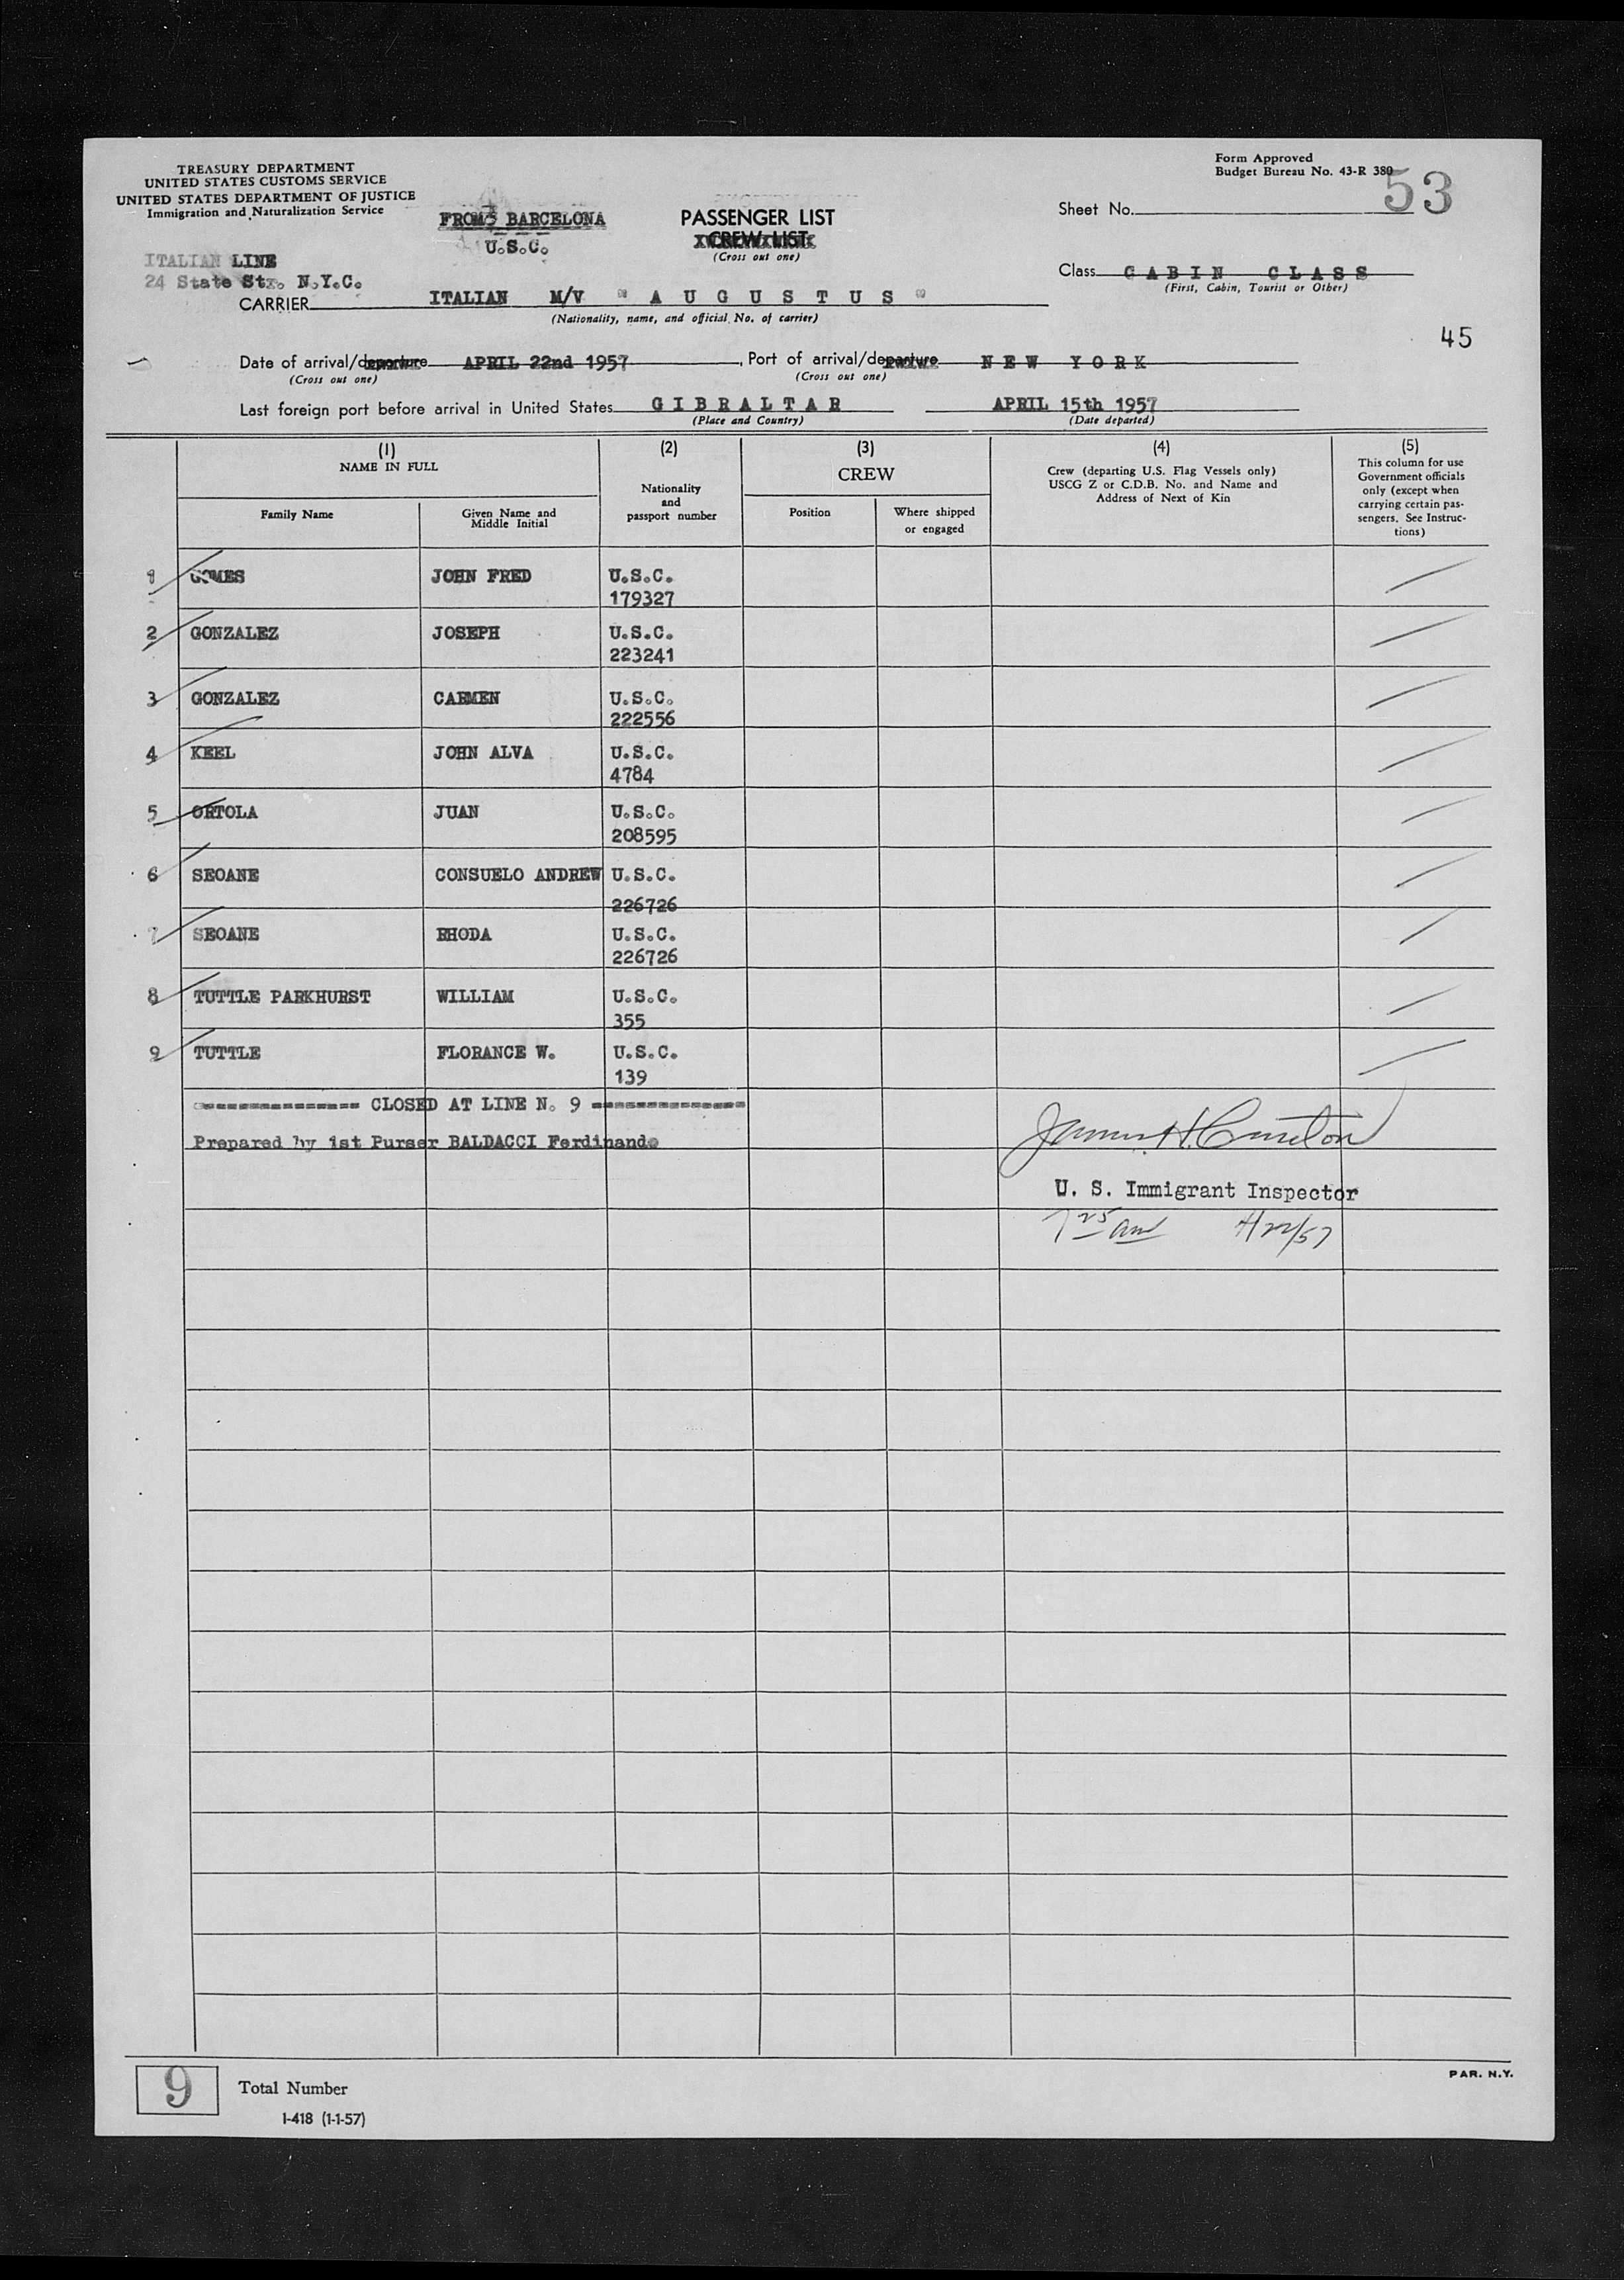 TREASURY DEPARTMENT
UNITED STATES CUSTOMS SERVICE
UNITED STATES DEPARTMENT OF JUSTICE
Immigration and Naturalization Service
Form Approved
Budget Bureau No. 43-R 380
53
Sheet No.
FROM BARCELONA
U.S.C.
PASSENGER LIST
CREW LIST
(Cross out one)
ITALIAN LINE
24 State Str. N.Y.C.
Class CABIN CLASS
(First, Cabin, Tourist or Other)
CARRIER ITALIAN M/V " A U G U S T U S "
(Nationality, name, and official No. of carrier)
45
Date of arrival/departure APRIL 22nd 1957, Port of arrival/departure NEW YORK
(Cross out one) (Cross out one)
Last foreign port before arrival in United States GIBRALTAR APRIL 15th 1957
(Place and Country) (Date departed)
(1) (2) (3) (4) (5)
NAME IN FULL
Family Name
Given Name and
Middle Initial
Nationality
and
passport number
CREW
Position
Where shipped
or engaged
Crew (departing U.S. Flag Vessels only)
USCG Z or C.D.B. No. and Name and
Address of Next of Kin
This column for use
Government officials
only (except when
carrying certain pas-
sengers. See Instruc-
tions)
1 GOMES JOHN FRED U.S.C.
179327
2 GONZALEZ JOSEPH U.S.C.
223241
3 GONZALEZ CARMEN U.S.C.
222556
4 KEEL JOHN ALVA U.S.C.
4784
5 ORTOLA JUAN U.S.C.
208595
6 SEOANE CONSUELO ANDREW U.S.C.
226726
7 SEOANE RHODA U.S.C.
226726
8 TUTTLE PARKHURST WILLIAM U.S.C.
355
9 TUTTLE FLORANCE W. U.S.C.
139
=============== CLOSED AT LINE N. 9 ===============
Prepared by 1st Purser BALDACCI Ferdinando
James H.
U. S. Immigrant Inspector
7 25 am 4/22/57
9
Total Number
I-418 (1-1-57)
PAR. N.Y.